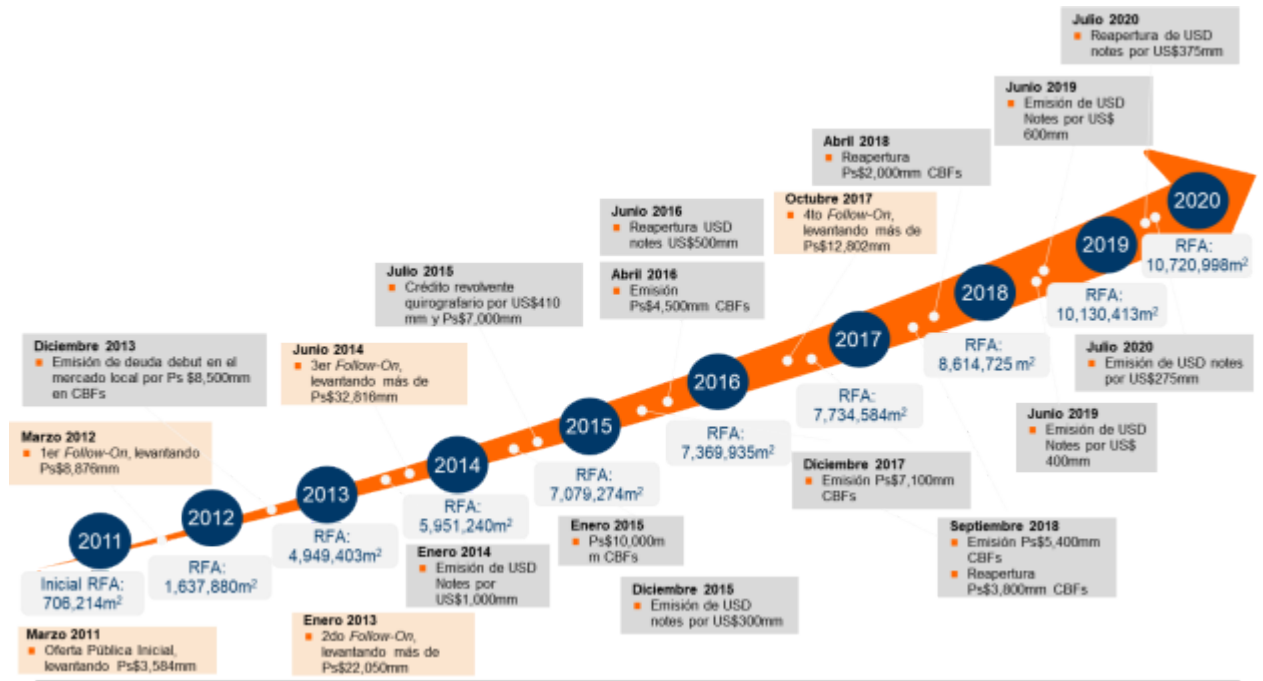 Julio 2020
Reapertura de USD
notes por US$375mm
Junio 2019
Emisión de USD
Notes por US$
600mm
Abril 2018
Reapertura
Ps$2,000mm CBFs
Octubre 2017
4to Follow-On,
levantando más de
Ps$12,802mm
Junio 2016
Reapertura USD
notes US$500mm
Abril 2016
Emisión
Ps$4,500mm CBFs
Julio 2015
Crédito revolvente
quirografario por US$410
mm y Ps$7,000mm
Diciembre 2013
Emisión de deuda debut en el
mercado local por Ps $8,500mm
en CBFs
Junio 2014
3er Follow-On,
levantando más de
Ps$32,816mm
Marzo 2012
1er Follow-On, levantando
Ps$8,876mm
2011
2012
2013
2014
2015
2016
2017
2018
2019
2020
Inicial RFA:
706,214m²
RFA:
1,637,880m²
RFA:
4,949,403m²
RFA:
5,951,240m²
RFA:
7,079,274m²
RFA:
7,369,935m²
RFA:
7,734,584m²
RFA:
8,614,725 m²
RFA:
10,130,413m²
RFA:
10,720,998m²
Marzo 2011
Oferta Pública Inicial,
levantando Ps$3,584mm
Enero 2013
2do Follow-On,
levantando más de
Ps$22,050mm
Enero 2014
Emisión de USD
Notes por
US$1,000mm
Enero 2015
Ps$10,000m
m CBFs
Diciembre 2015
Emisión de USD
notes por US$300mm
Diciembre 2017
Emisión Ps$7,100mm
CBFs
Septiembre 2018
Emisión Ps$5,400mm
CBFs
Reapertura
Ps$3,800mm CBFs
Junio 2019
Emisión de USD
Notes por US$
400mm
Julio 2020
Emisión de USD notes
por US$275mm